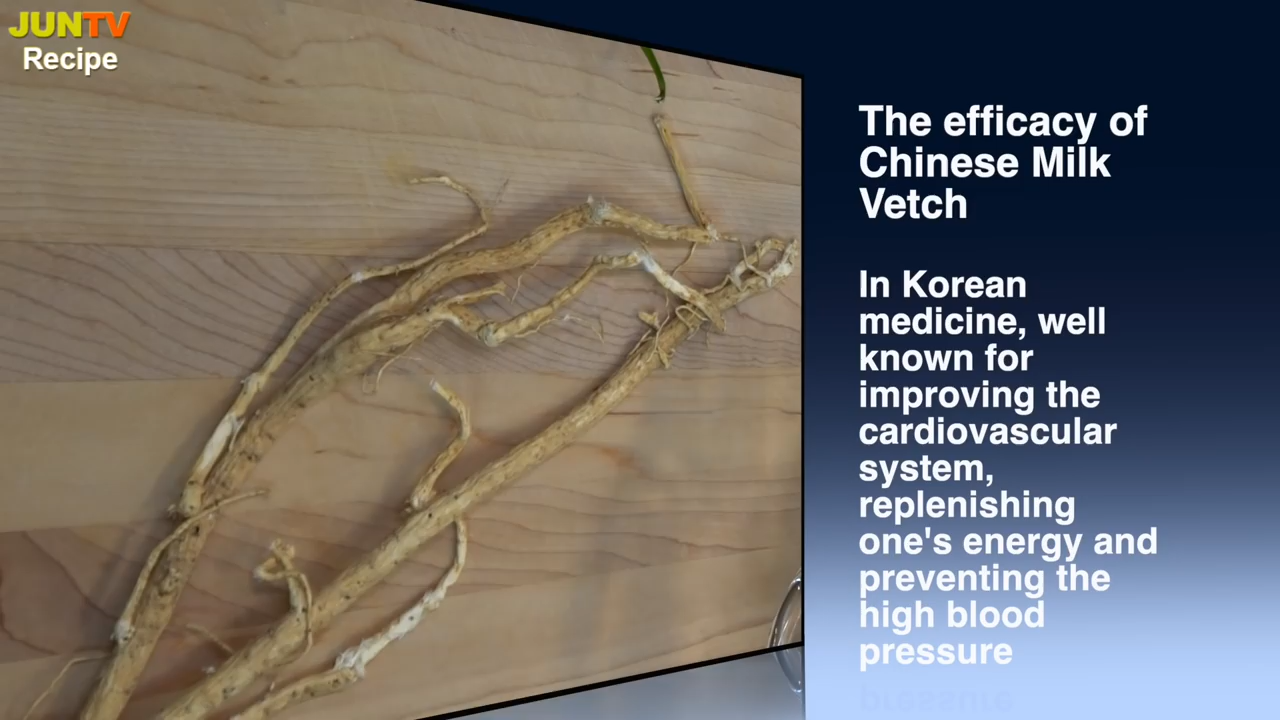 JUNTV
Recipe
The efficacy of
Chinese Milk
Vetch
In Korean
medicine, well
known for
improving the
cardiovascular
system,
replenishing
one's energy and
preventing the
high blood
pressure